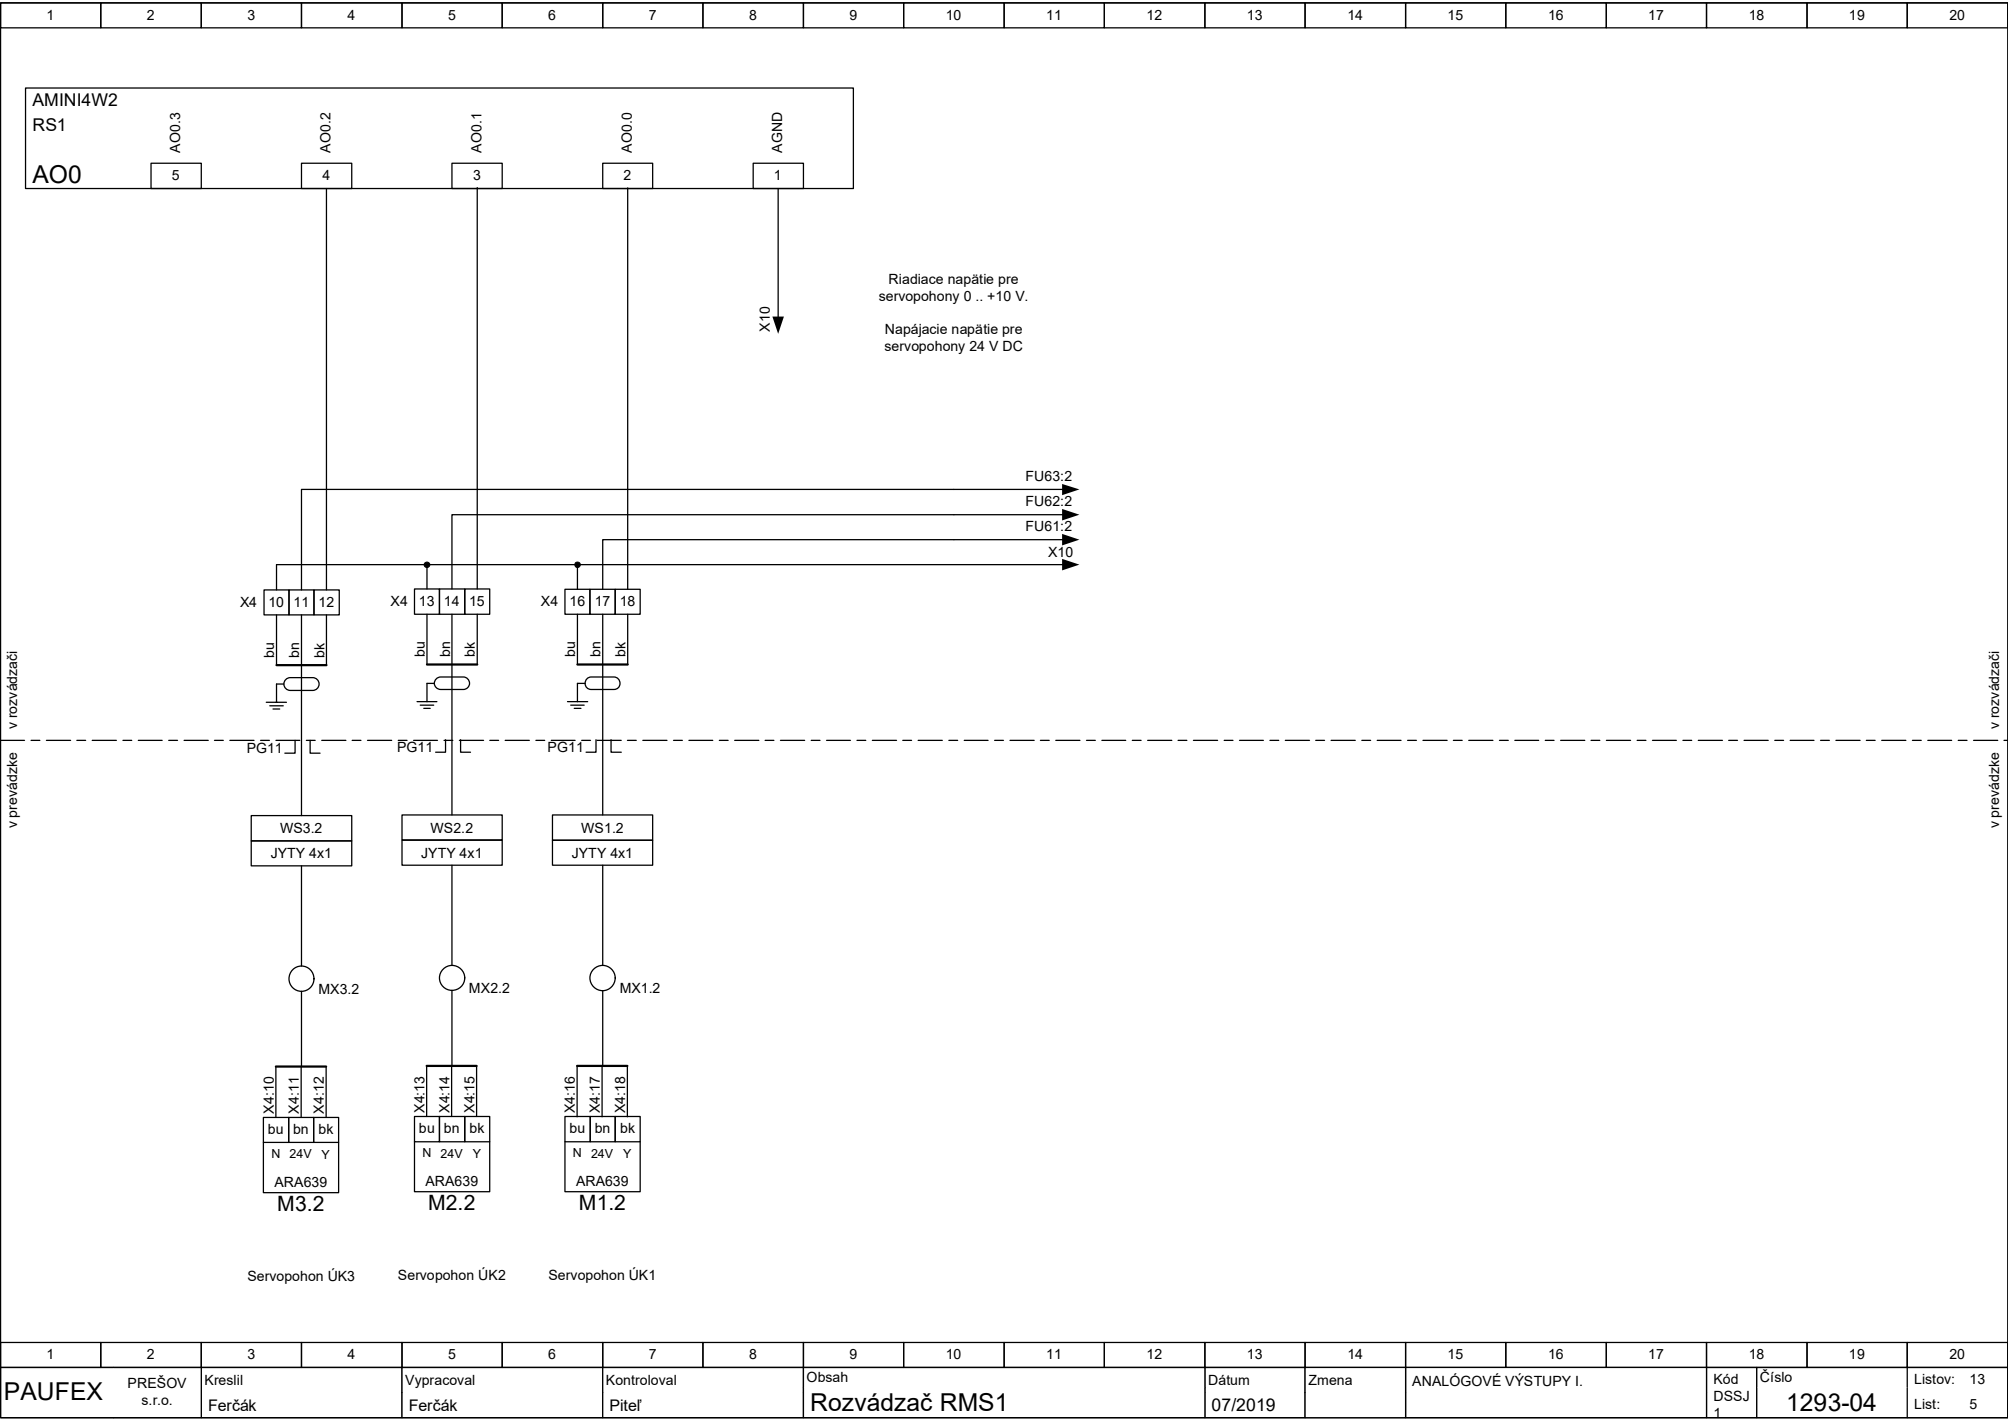 1 2 3 4 5 6 7 8 9 10 11 12 13 14 15 16 17 18 19 20
AMINI4W2
RS1
AO0
AO0.3 AO0.2 AO0.1 AO0.0 AGND
5 4 3 2 1
Riadiace napätie pre
servopohony 0 .. +10 V.
X10
Napájacie napätie pre
servopohony 24 V DC
FU63:2
FU62:2
FU61:2
X10
X4 10 11 12 X4 13 14 15 X4 16 17 18
bu bn bk bu bn bk bu bn bk
v rozvádzači v rozvádzači
PG11 PG11 PG11
v prevádzke v prevádzke
WS3.2 WS2.2 WS1.2
JYTY 4x1 JYTY 4x1 JYTY 4x1
MX3.2 MX2.2 MX1.2
X4:10 X4:11 X4:12 X4:13 X4:14 X4:15 X4:16 X4:17 X4:18
bu bn bk bu bn bk bu bn bk
N 24V Y N 24V Y N 24V Y
ARA639 ARA639 ARA639
M3.2 M2.2 M1.2
Servopohon ÚK3 Servopohon ÚK2 Servopohon ÚK1
1 2 3 4 5 6 7 8 9 10 11 12 13 14 15 16 17 18 19 20
PAUFEX
PREŠOV
s.r.o.
Kreslil
Ferčák
Vypracoval
Ferčák
Kontroloval
Piteľ
Obsah
Rozvádzač RMS1
Dátum
07/2019
Zmena
ANALÓGOVÉ VÝSTUPY I.
Kód
DSSJ
1
Číslo
1293-04
Listov: 13
List: 5